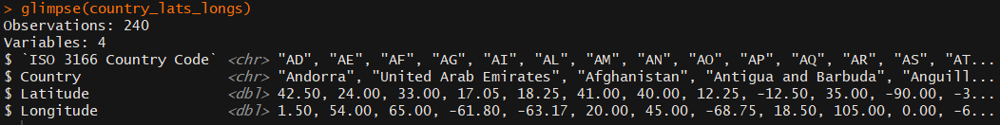 > glimpse(country_lats_longs)
Observations: 240
Variables: 4
$ `ISO 3166 Country Code` <chr> "AD", "AE", "AF", "AG", "AI", "AL", "AM", "AN", "AO", "AP", "AQ", "AR", "AS", "AT...
$ Country <chr> "Andorra", "United Arab Emirates", "Afghanistan", "Antigua and Barbuda", "Anguill...
$ Latitude <dbl> 42.50, 24.00, 33.00, 17.05, 18.25, 41.00, 40.00, 12.25, -12.50, 35.00, -90.00, -3...
$ Longitude <dbl> 1.50, 54.00, 65.00, -61.80, -63.17, 20.00, 45.00, -68.75, 18.50, 105.00, 0.00, -6...